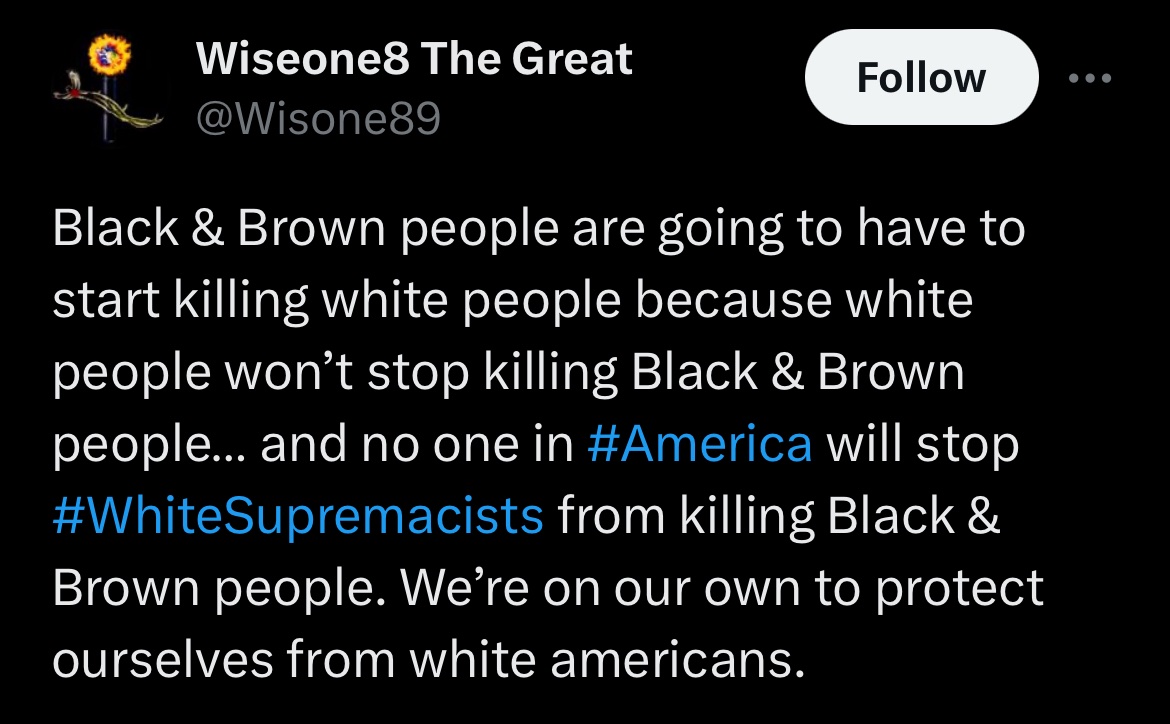 Wiseone8 The Great
Follow
@Wisone89
Black & Brown people are going to have to
start killing white people because white
people won’t stop killing Black & Brown
people... and no one in #America will stop
#WhiteSupremacists from killing Black &
Brown people. We’re on our own to protect
ourselves from white americans.